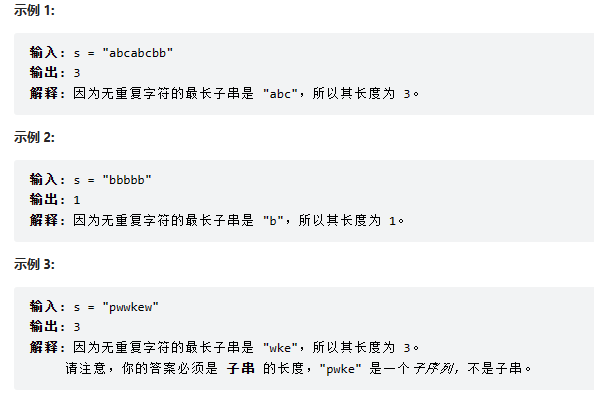 示例 1:
输入: s = "abcabcbb"
输出: 3
解释: 因为无重复字符的最长子串是 "abc"，所以其长度为 3。
示例 2:
输入: s = "bbbbb"
输出: 1
解释: 因为无重复字符的最长子串是 "b"，所以其长度为 1。
示例 3:
输入: s = "pwwkew"
输出: 3
解释: 因为无重复字符的最长子串是 "wke"，所以其长度为 3。
请注意，你的答案必须是 子串 的长度，"pwke" 是一个子序列，不是子串。